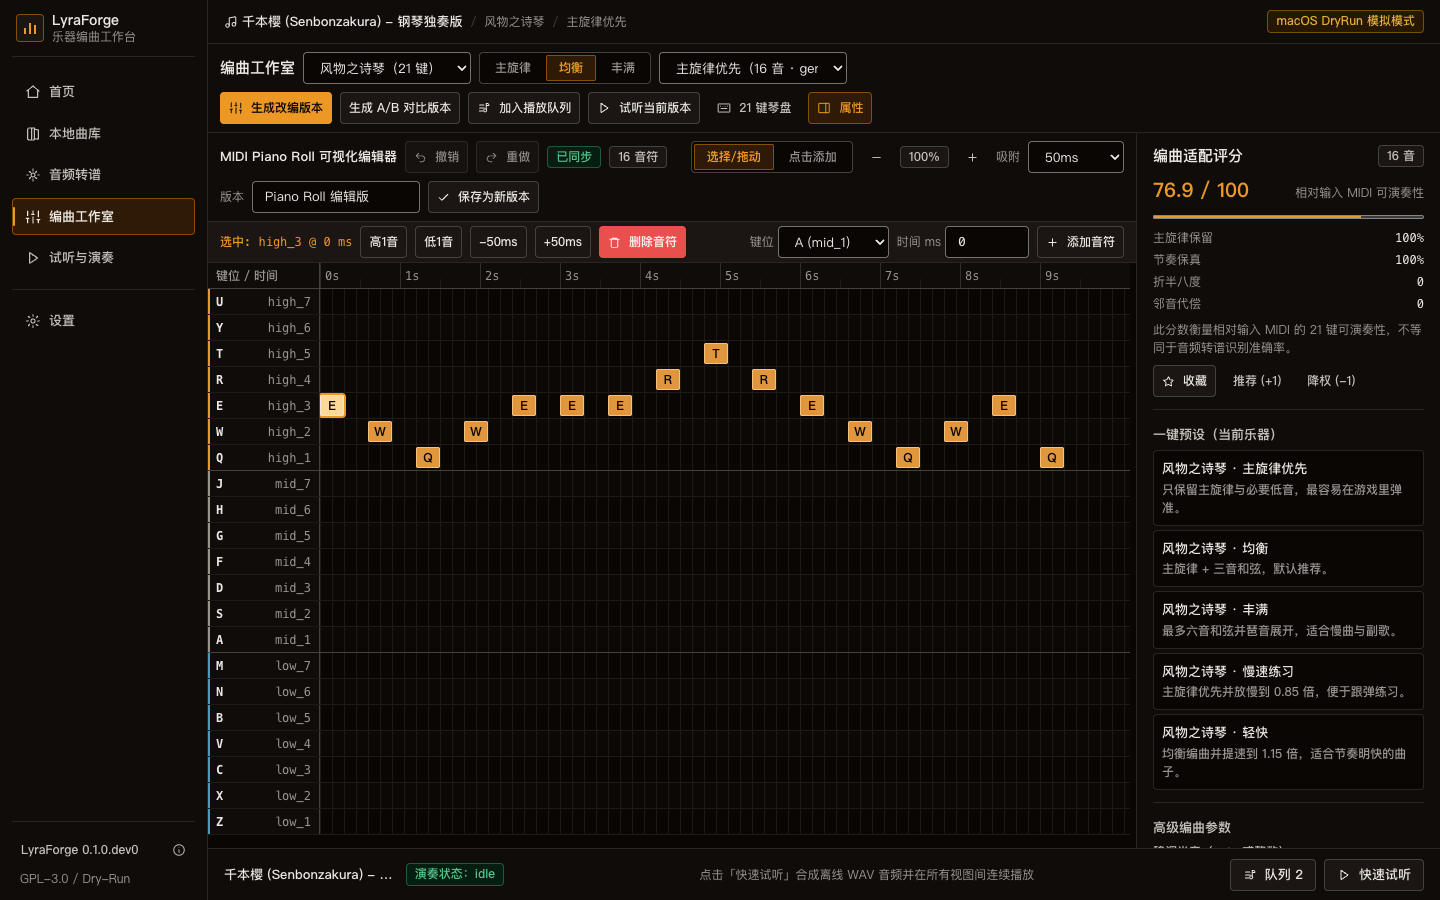 LyraForge
乐器编曲工作台
首页
本地曲库
音频转谱
编曲工作室
试听与演奏
设置
LyraForge 0.1.0.dev0
GPL-3.0 / Dry-Run
千本樱 (Senbonzakura) - 钢琴独奏版 / 风物之诗琴 / 主旋律优先
macOS DryRun 模拟模式
编曲工作室 风物之诗琴（21 键） 主旋律 均衡 丰满 主旋律优先（16 音 · ger
生成改编版本 生成 A/B 对比版本 加入播放队列 试听当前版本 21 键琴盘 属性
MIDI Piano Roll 可视化编辑器 撤销 重做 已同步 16 音符 选择/拖动 点击添加 − 100% + 吸附 50ms
版本 Piano Roll 编辑版 保存为新版本
选中: high_3 @ 0 ms 高1音 低1音 -50ms +50ms 删除音符 键位 A (mid_1) 时间 ms 0 + 添加音符
键位 / 时间 0s 1s 2s 3s 4s 5s 6s 7s 8s 9s
U high_7
Y high_6
T high_5 T
R high_4 R R
E high_3 E E E E E E
W high_2 W W W W
Q high_1 Q Q Q
J mid_7
H mid_6
G mid_5
F mid_4
D mid_3
S mid_2
A mid_1
M low_7
N low_6
B low_5
V low_4
C low_3
X low_2
Z low_1
编曲适配评分 16 音
76.9 / 100 相对输入 MIDI 可演奏性
主旋律保留 100%
节奏保真 100%
折半八度 0
邻音代偿 0
此分数衡量相对输入 MIDI 的 21 键可演奏性，不等
同于音频转谱识别准确率。
收藏 推荐 (+1) 降权 (-1)
一键预设（当前乐器）
风物之诗琴 · 主旋律优先
只保留主旋律与必要低音，最容易在游戏里弹
准。
风物之诗琴 · 均衡
主旋律 + 三音和弦，默认推荐。
风物之诗琴 · 丰满
最多六音和弦并琶音展开，适合慢曲与副歌。
风物之诗琴 · 慢速练习
主旋律优先并放慢到 0.85 倍，便于跟弹练习。
风物之诗琴 · 轻快
均衡编曲并提速到 1.15 倍，适合节奏明快的曲
子。
高级编曲参数
千本樱 (Senbonzakura) - ... 演奏状态：idle 点击「快速试听」合成离线 WAV 音频并在所有视图间连续播放 队列 2 快速试听